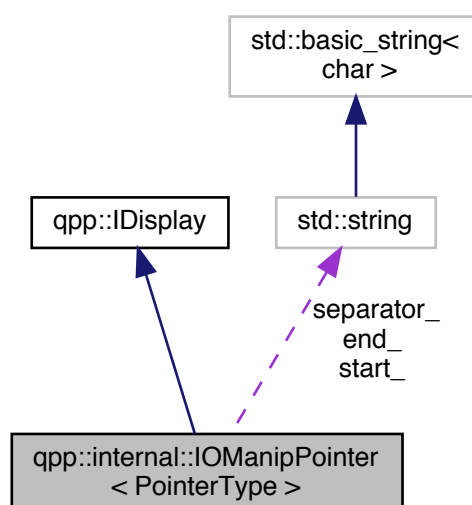 std::basic_string<
char >
qpp::IDisplay
std::string
separator_
end_
start_
qpp::internal::IOManipPointer
< PointerType >